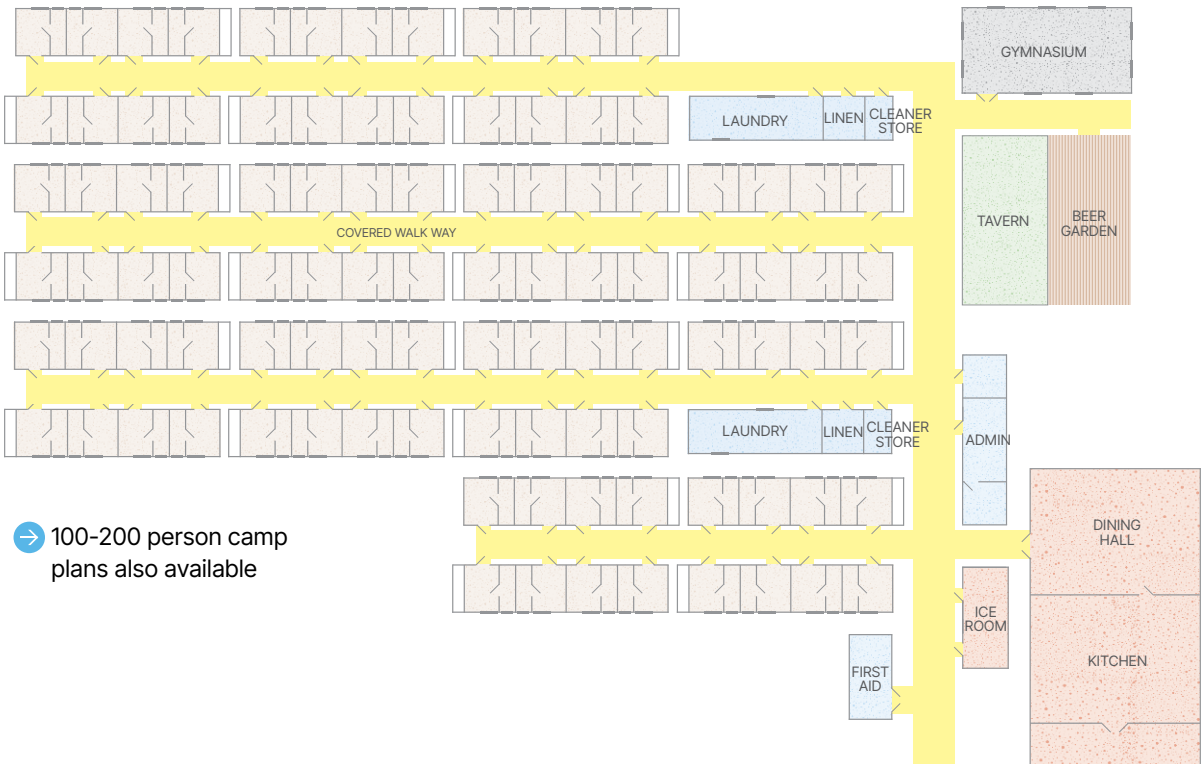 GYMNASIUM
LAUNDRY
LINEN
CLEANER
STORE
TAVERN
BEER
GARDEN
COVERED WALK WAY
LAUNDRY
LINEN
CLEANER
STORE
ADMIN
100-200 person camp
plans also available
DINING
HALL
ICE
ROOM
KITCHEN
FIRST
AID